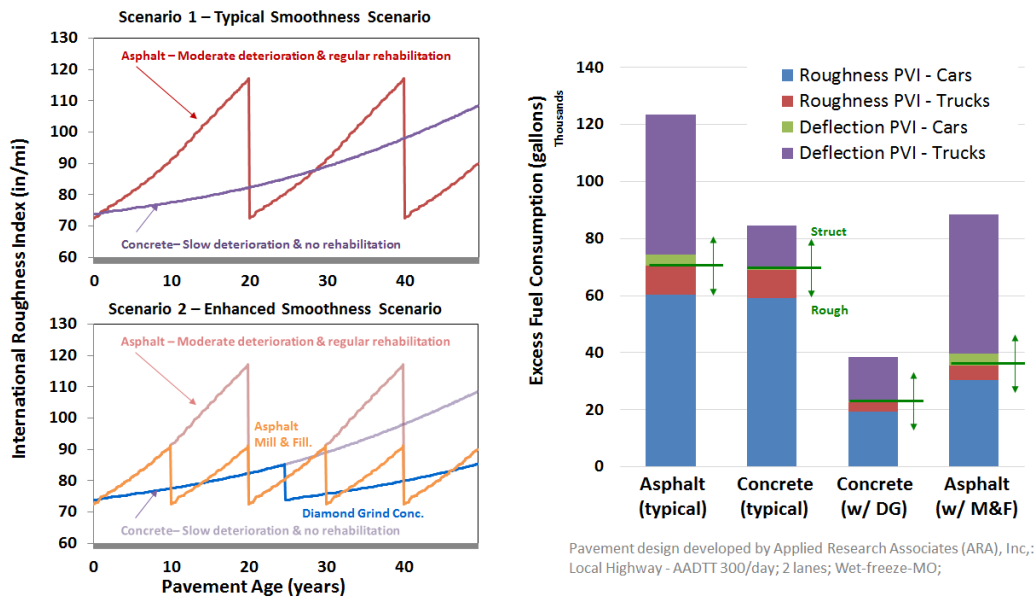 Scenario 1 – Typical Smoothness Scenario
130
120
110
100
90
80
70
60
Asphalt – Moderate deterioration & regular rehabilitation
Concrete– Slow deterioration & no rehabilitation
0
10
20
30
40
International Roughness Index (in/mi)
Scenario 2 – Enhanced Smoothness Scenario
130
120
110
100
90
80
70
60
Asphalt – Moderate deterioration & regular rehabilitation
Asphalt
Mill & Fill.
Diamond Grind Conc.
Concrete– Slow deterioration & no rehabilitation
0
10
20
30
40
Pavement Age (years)
Excess Fuel Consumption (gallons)
Thousands
140
120
100
80
60
40
20
0
Roughness PVI - Cars
Roughness PVI - Trucks
Deflection PVI - Cars
Deflection PVI - Trucks
Struct
Rough
Asphalt
(typical)
Concrete
(typical)
Concrete
(w/ DG)
Asphalt
(w/ M&F)
Pavement design developed by Applied Research Associates (ARA), Inc,:
Local Highway - AADTT 300/day; 2 lanes; Wet-freeze-MO;